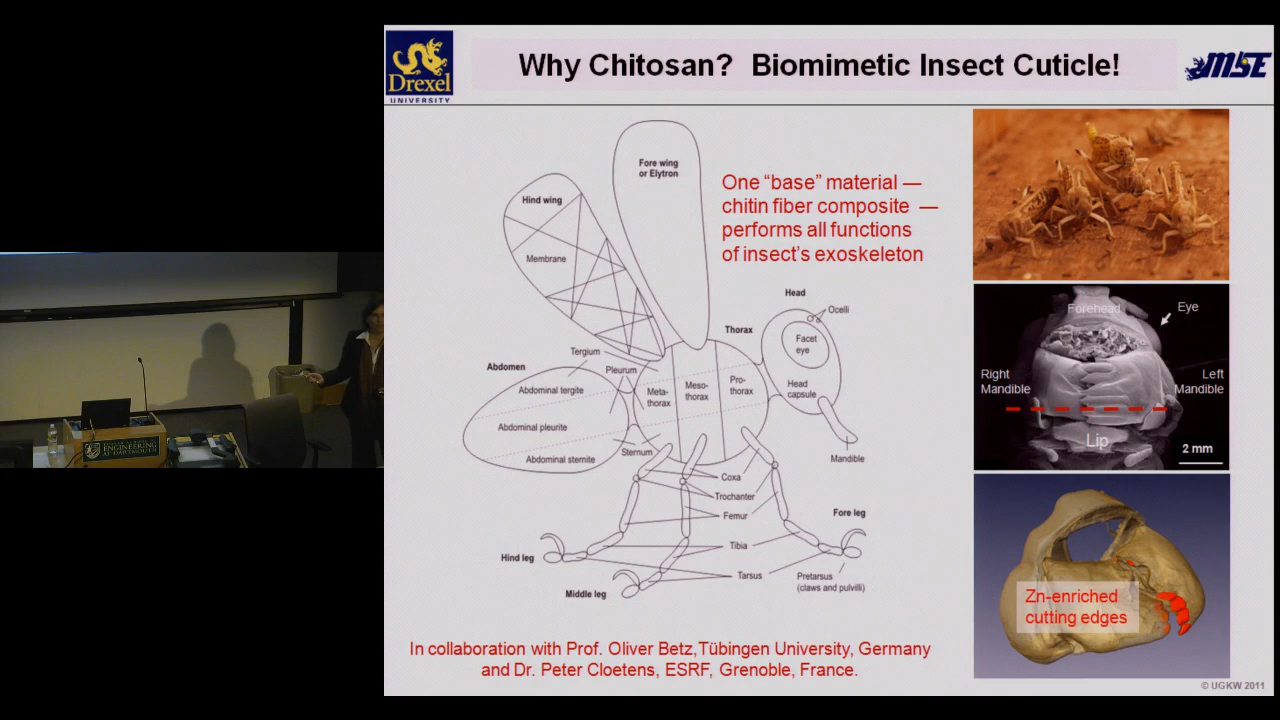 Drexel
UNIVERSITY
Why Chitosan? Biomimetic Insect Cuticle!
MSE
Fore wing
or Elytron
Hind wing
Membrane
One “base” material —
chitin fiber composite —
performs all functions
of insect’s exoskeleton
Head
Ocelli
Thorax
Facet
eye
Tergium
Pleurum
Abdomen
Abdominal tergite
Meta-
thorax
Meso-
thorax
Pro-
thorax
Head
capsule
Abdominal pleurite
Abdominal sternite
Sternum
Mandible
Coxa
Trochanter
Femur
Fore leg
Tibia
Hind leg
Tarsus
Pretarsus
(claws and pulvilli)
Middle leg
Forehead
Eye
Right
Mandible
Left
Mandible
Lip
2 mm
Zn-enriched
cutting edges
In collaboration with Prof. Oliver Betz,Tübingen University, Germany
and Dr. Peter Cloetens, ESRF, Grenoble, France.
© UGKW 2011
ENGINEERING
AT DARTMOUTH